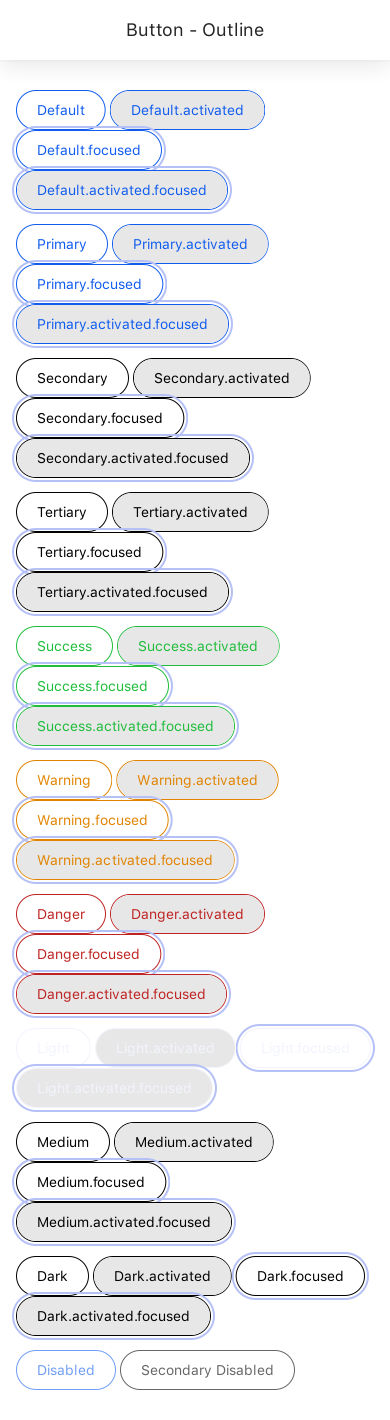 Button - Outline
Default Default.activated
Default.focused
Default.activated.focused
Primary Primary.activated
Primary.focused
Primary.activated.focused
Secondary Secondary.activated
Secondary.focused
Secondary.activated.focused
Tertiary Tertiary.activated
Tertiary.focused
Tertiary.activated.focused
Success Success.activated
Success.focused
Success.activated.focused
Warning Warning.activated
Warning.focused
Warning.activated.focused
Danger Danger.activated
Danger.focused
Danger.activated.focused
Light Light.activated Light.focused
Light.activated.focused
Medium Medium.activated
Medium.focused
Medium.activated.focused
Dark Dark.activated Dark.focused
Dark.activated.focused
Disabled Secondary Disabled